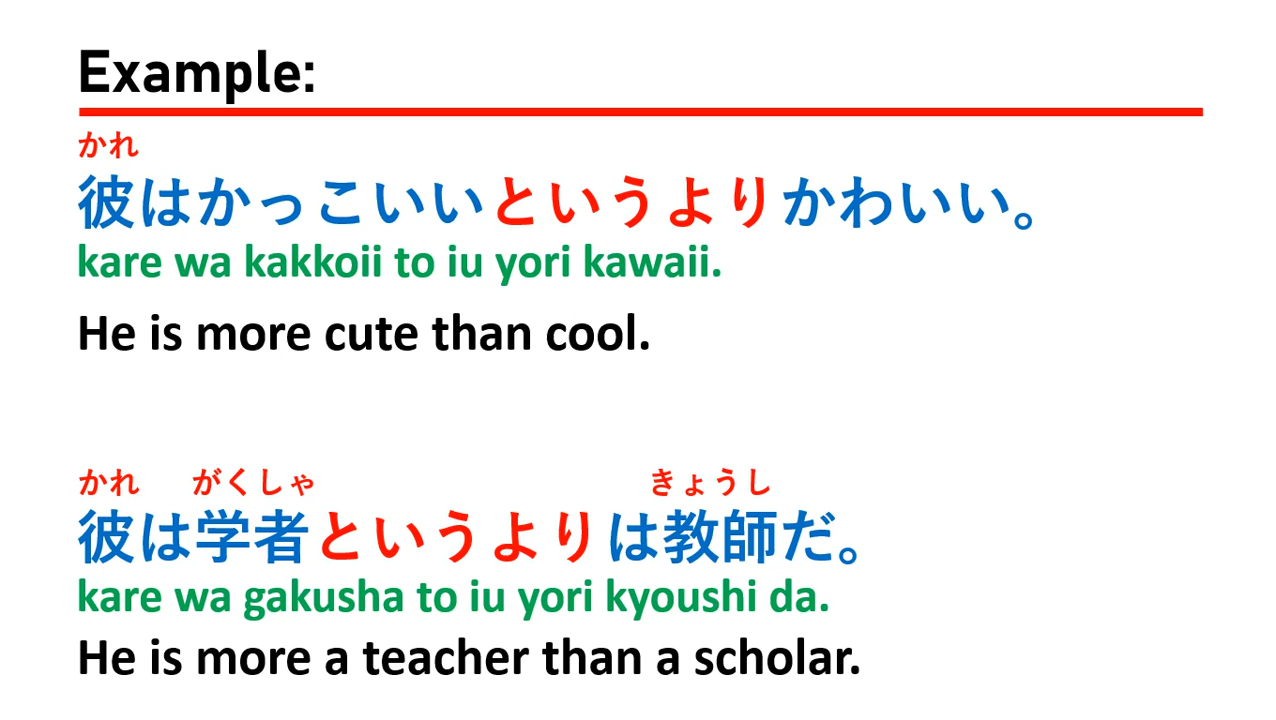 Example:
かれ
彼はかっこいいというよりかわいい。
kare wa kakkoii to iu yori kawaii.
He is more cute than cool.
かれ がくしゃ きょうし
彼は学者というよりは教師だ。
kare wa gakusha to iu yori kyoushi da.
He is more a teacher than a scholar.